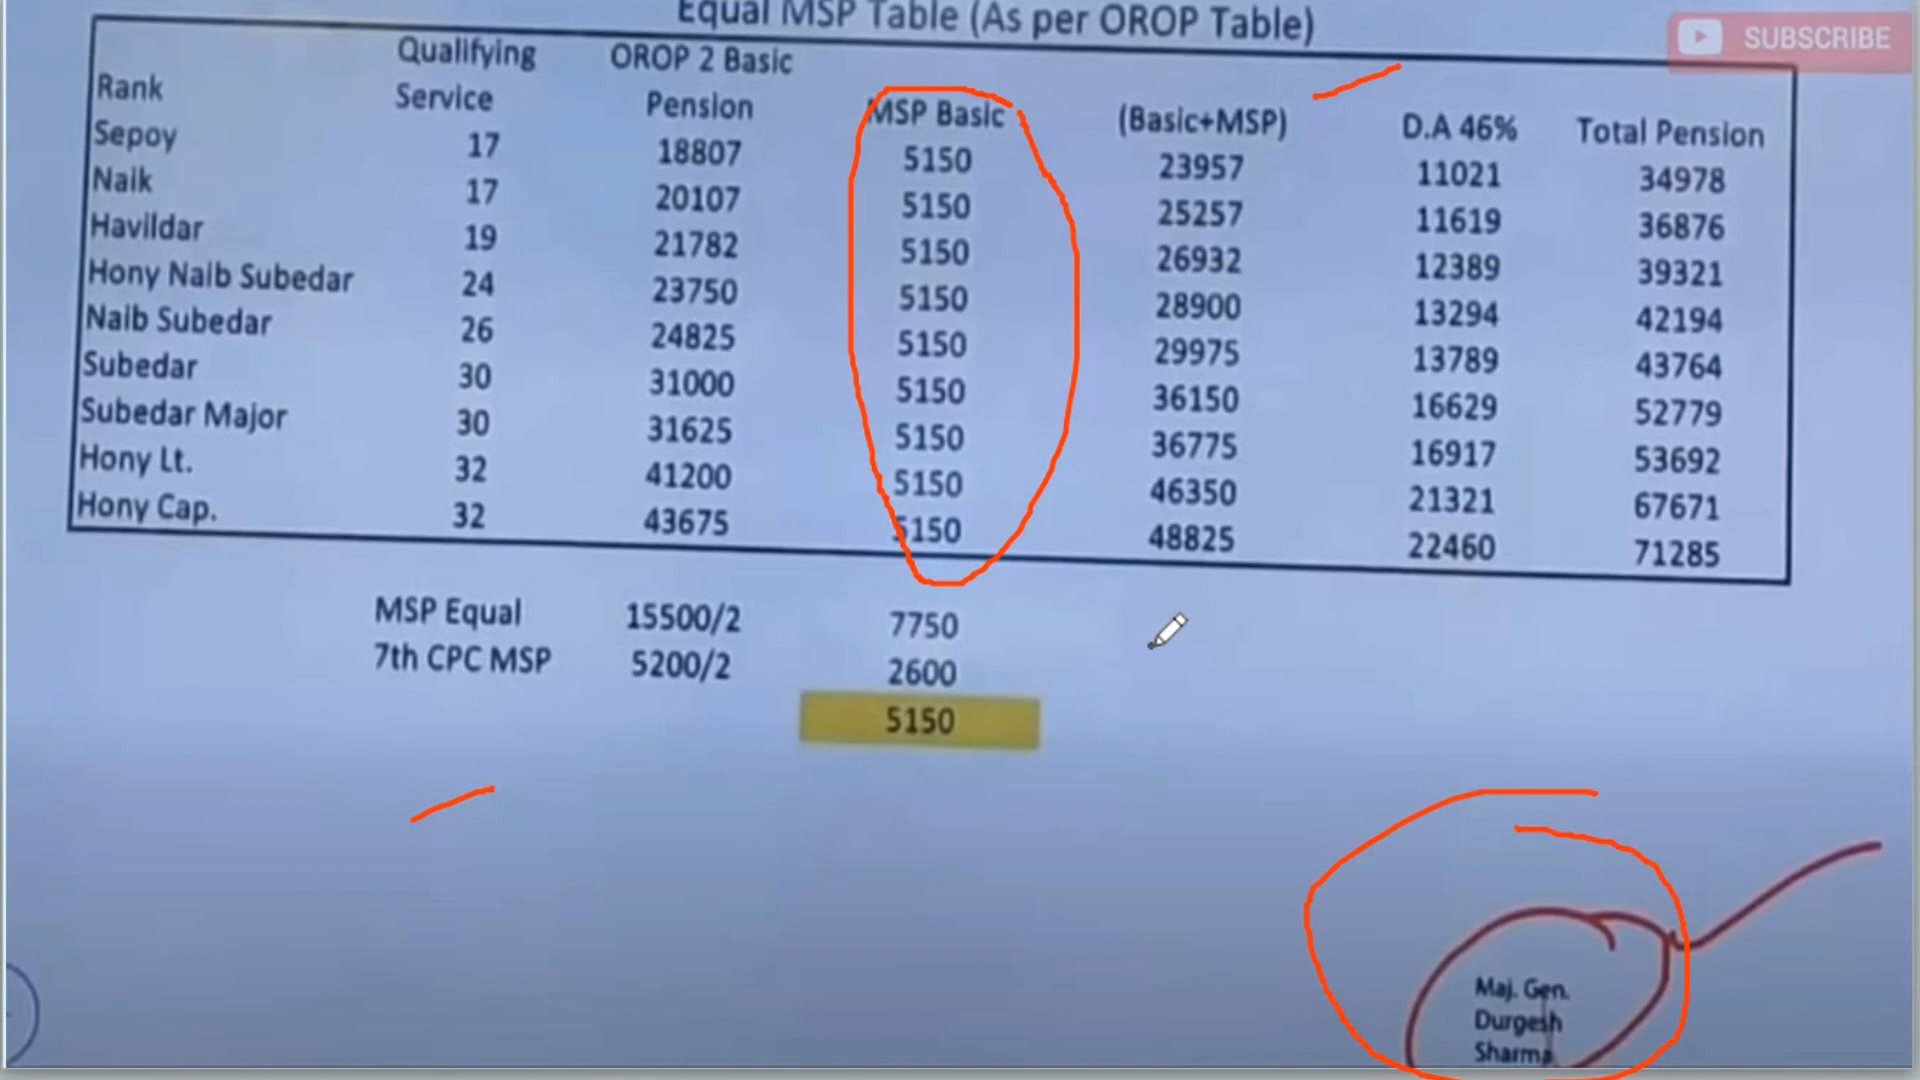 Equal MSP Table (As per OROP Table)
SUBSCRIBE
Rank Qualifying Service OROP 2 Basic Pension MSP Basic (Basic+MSP) D.A 46% Total Pension
Sepoy 17 18807 5150 23957 11021 34978
Naik 17 20107 5150 25257 11619 36876
Havildar 19 21782 5150 26932 12389 39321
Hony Naib Subedar 24 23750 5150 28900 13294 42194
Naib Subedar 26 24825 5150 29975 13789 43764
Subedar 30 31000 5150 36150 16629 52779
Subedar Major 30 31625 5150 36775 16917 53692
Hony Lt. 32 41200 5150 46350 21321 67671
Hony Cap. 32 43675 5150 48825 22460 71285
MSP Equal 15500/2 7750
7th CPC MSP 5200/2 2600
5150
Maj. Gen.
Durgesh
Sharma